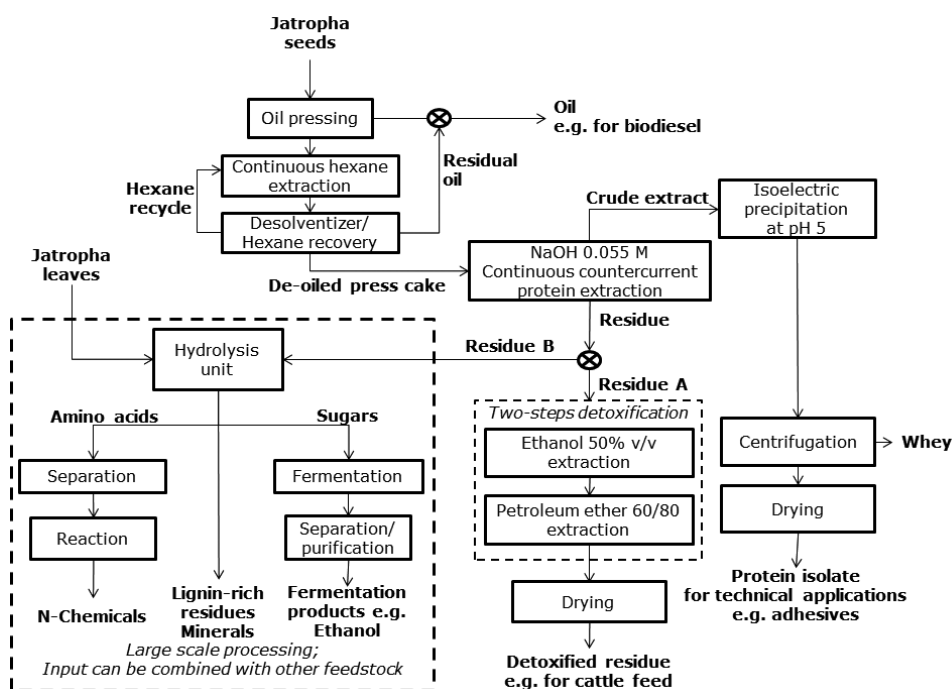 Jatropha
seeds
Oil pressing
Oil
e.g. for biodiesel
Continuous hexane
extraction
Residual
oil
Hexane
recycle
Desolventizer/
Hexane recovery
Crude extract
Isoelectric
precipitation
at pH 5
Jatropha
leaves
De-oiled press cake
NaOH 0.055 M
Continuous countercurrent
protein extraction
Residue
Hydrolysis
unit
Residue B
Residue A
Two-steps detoxification
Amino acids
Sugars
Ethanol 50% v/v
extraction
Centrifugation
Whey
Separation
Fermentation
Petroleum ether 60/80
extraction
Drying
Reaction
Separation/
purification
Protein isolate
for technical applications
e.g. adhesives
N-Chemicals
Lignin-rich
residues
Minerals
Fermentation
products e.g.
Ethanol
Drying
Large scale processing;
Input can be combined with other feedstock
Detoxified residue
e.g. for cattle feed